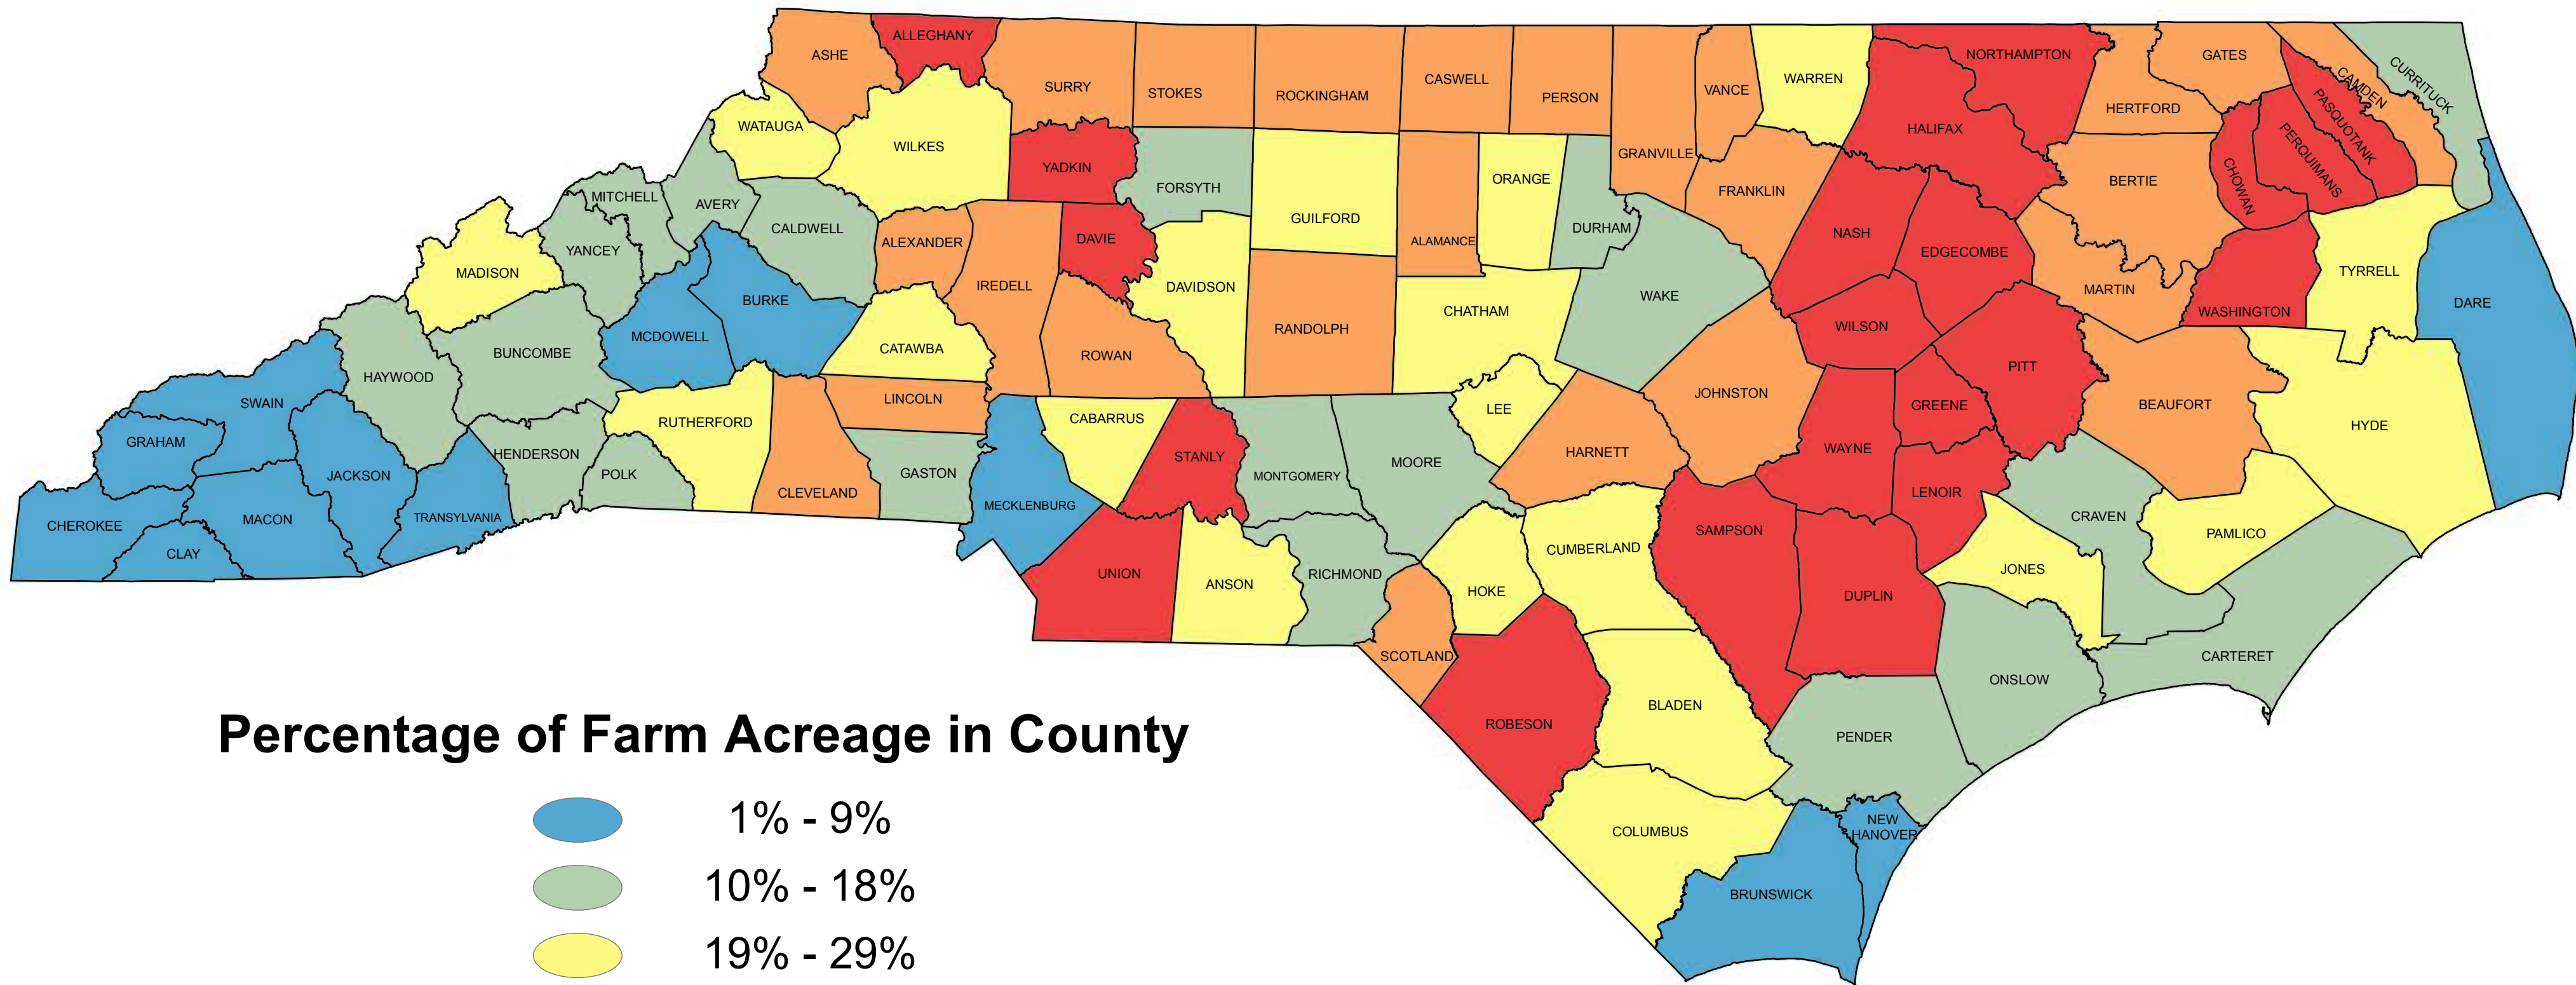 ALLEGHANY
ASHE
NORTHAMPTON
GATES
SURRY
STOKES
ROCKINGHAM
CASWELL
PERSON
VANCE
WARREN
HERTFORD
CAMDEN
CURRITUCK
WATAUGA
WILKES
HALIFAX
PASQUOTANK
YADKIN
GRANVILLE
PERQUIMANS
FORSYTH
ORANGE
FRANKLIN
BERTIE
CHOWAN
MITCHELL
AVERY
GUILFORD
CALDWELL
DURHAM
YANCEY
ALEXANDER
DAVIE
ALAMANCE
NASH
EDGECOMBE
MADISON
IREDELL
DAVIDSON
TYRRELL
BURKE
WAKE
MARTIN
DARE
CHATHAM
WASHINGTON
MCDOWELL
RANDOLPH
WILSON
BUNCOMBE
CATAWBA
ROWAN
PITT
HAYWOOD
SWAIN
LINCOLN
JOHNSTON
LEE
GREENE
BEAUFORT
RUTHERFORD
CABARRUS
HYDE
GRAHAM
HENDERSON
STANLY
MOORE
HARNETT
WAYNE
JACKSON
POLK
GASTON
MONTGOMERY
CLEVELAND
LENOIR
CHEROKEE
MACON
TRANSYLVANIA
MECKLENBURG
CRAVEN
SAMPSON
PAMLICO
CLAY
CUMBERLAND
UNION
ANSON
RICHMOND
HOKE
JONES
DUPLIN
SCOTLAND
CARTERET
ONSLOW
BLADEN
ROBESON
PENDER
COLUMBUS
NEW
HANOVER
BRUNSWICK
Percentage of Farm Acreage in County
1% - 9%
10% - 18%
19% - 29%